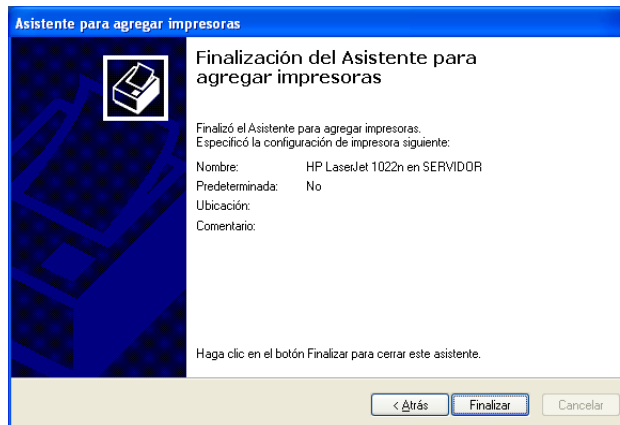 Asistente para agregar impresoras
Finalización del Asistente para
agregar impresoras
Finalizó el Asistente para agregar impresoras.
Especificó la configuración de impresora siguiente:
Nombre: HP LaserJet 1022n en SERVIDOR
Predeterminada: No
Ubicación:
Comentario:
Haga clic en el botón Finalizar para cerrar este asistente.
< Atrás Finalizar Cancelar